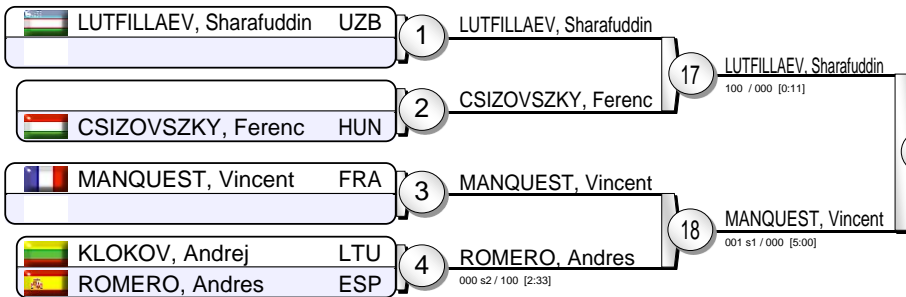 LUTFILLAEV, Sharafuddin UZB
1
LUTFILLAEV, Sharafuddin
17
LUTFILLAEV, Sharafuddin
100 / 000 [0:11]
2
CSIZOVSZKY, Ferenc
CSIZOVSZKY, Ferenc HUN
MANQUEST, Vincent FRA
3
MANQUEST, Vincent
18
MANQUEST, Vincent
001 s1 / 000 [5:00]
KLOKOV, Andrej LTU
4
ROMERO, Andres
000 s2 / 100 [2:33]
ROMERO, Andres ESP